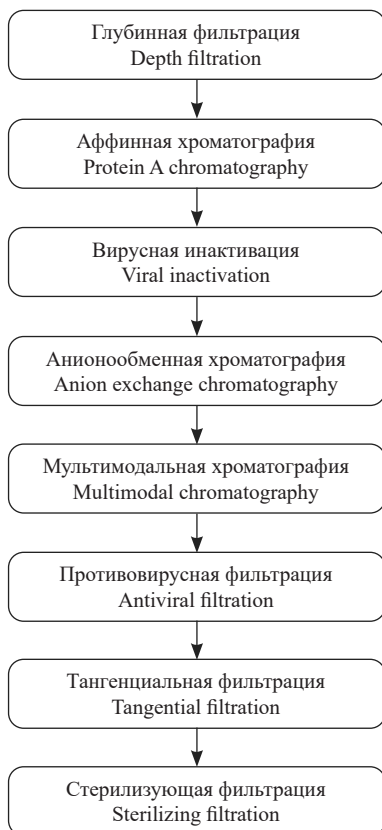 Глубинная фильтрация
Depth filtration
Аффинная хроматография
Protein A chromatography
Вирусная инактивация
Viral inactivation
Анионообменная хроматография
Anion exchange chromatography
Мультимодальная хроматография
Multimodal chromatography
Противовирусная фильтрация
Antiviral filtration
Тангенциальная фильтрация
Tangential filtration
Стерилизующая фильтрация
Sterilizing filtration